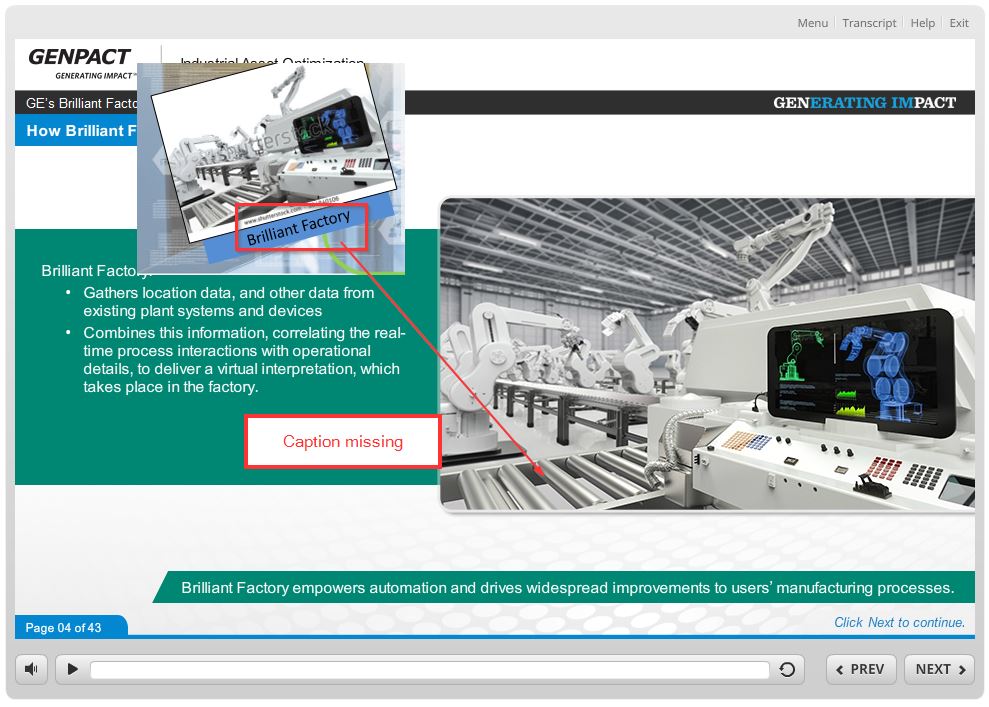 Menu Transcript Help Exit
GENPACT
GENERATING IMPACT
Industrial Asset Optimization
GE's Brilliant Facto
GENERATING IMPACT
How Brilliant F
shutterstock
www.shutterstock.com
Brilliant Factory
Brilliant Factory:
• Gathers location data, and other data from
existing plant systems and devices
• Combines this information, correlating the real-
time process interactions with operational
details, to deliver a virtual interpretation, which
takes place in the factory.
Caption missing
Brilliant Factory empowers automation and drives widespread improvements to users' manufacturing processes.
Page 04 of 43
Click Next to continue.
PREV
NEXT